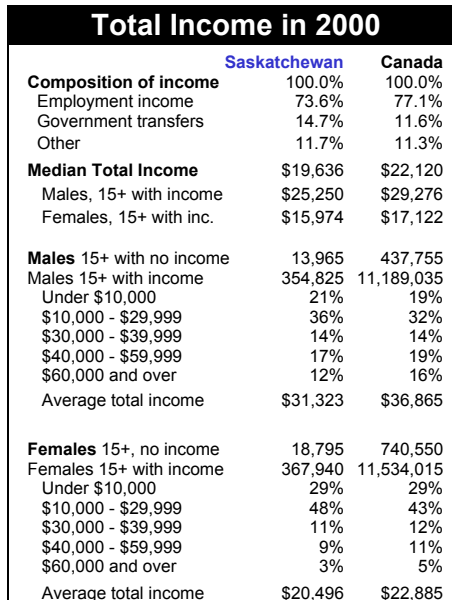 Total Income in 2000
Saskatchewan Canada
Composition of income 100.0% 100.0%
Employment income 73.6% 77.1%
Government transfers 14.7% 11.6%
Other 11.7% 11.3%
Median Total Income $19,636 $22,120
Males, 15+ with income $25,250 $29,276
Females, 15+ with inc. $15,974 $17,122
Males 15+ with no income 13,965 437,755
Males 15+ with income 354,825 11,189,035
Under $10,000 21% 19%
$10,000 - $29,999 36% 32%
$30,000 - $39,999 14% 14%
$40,000 - $59,999 17% 19%
$60,000 and over 12% 16%
Average total income $31,323 $36,865
Females 15+, no income 18,795 740,550
Females 15+ with income 367,940 11,534,015
Under $10,000 29% 29%
$10,000 - $29,999 48% 43%
$30,000 - $39,999 11% 12%
$40,000 - $59,999 9% 11%
$60,000 and over 3% 5%
Average total income $20,496 $22,885